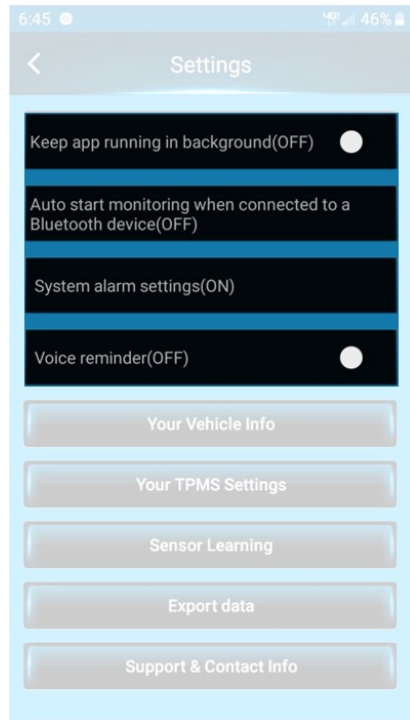 6:45 46%
Settings
Keep app running in background(OFF)
Auto start monitoring when connected to a
Bluetooth device(OFF)
System alarm settings(ON)
Voice reminder(OFF)
Your Vehicle Info
Your TPMS Settings
Sensor Learning
Export data
Support & Contact Info